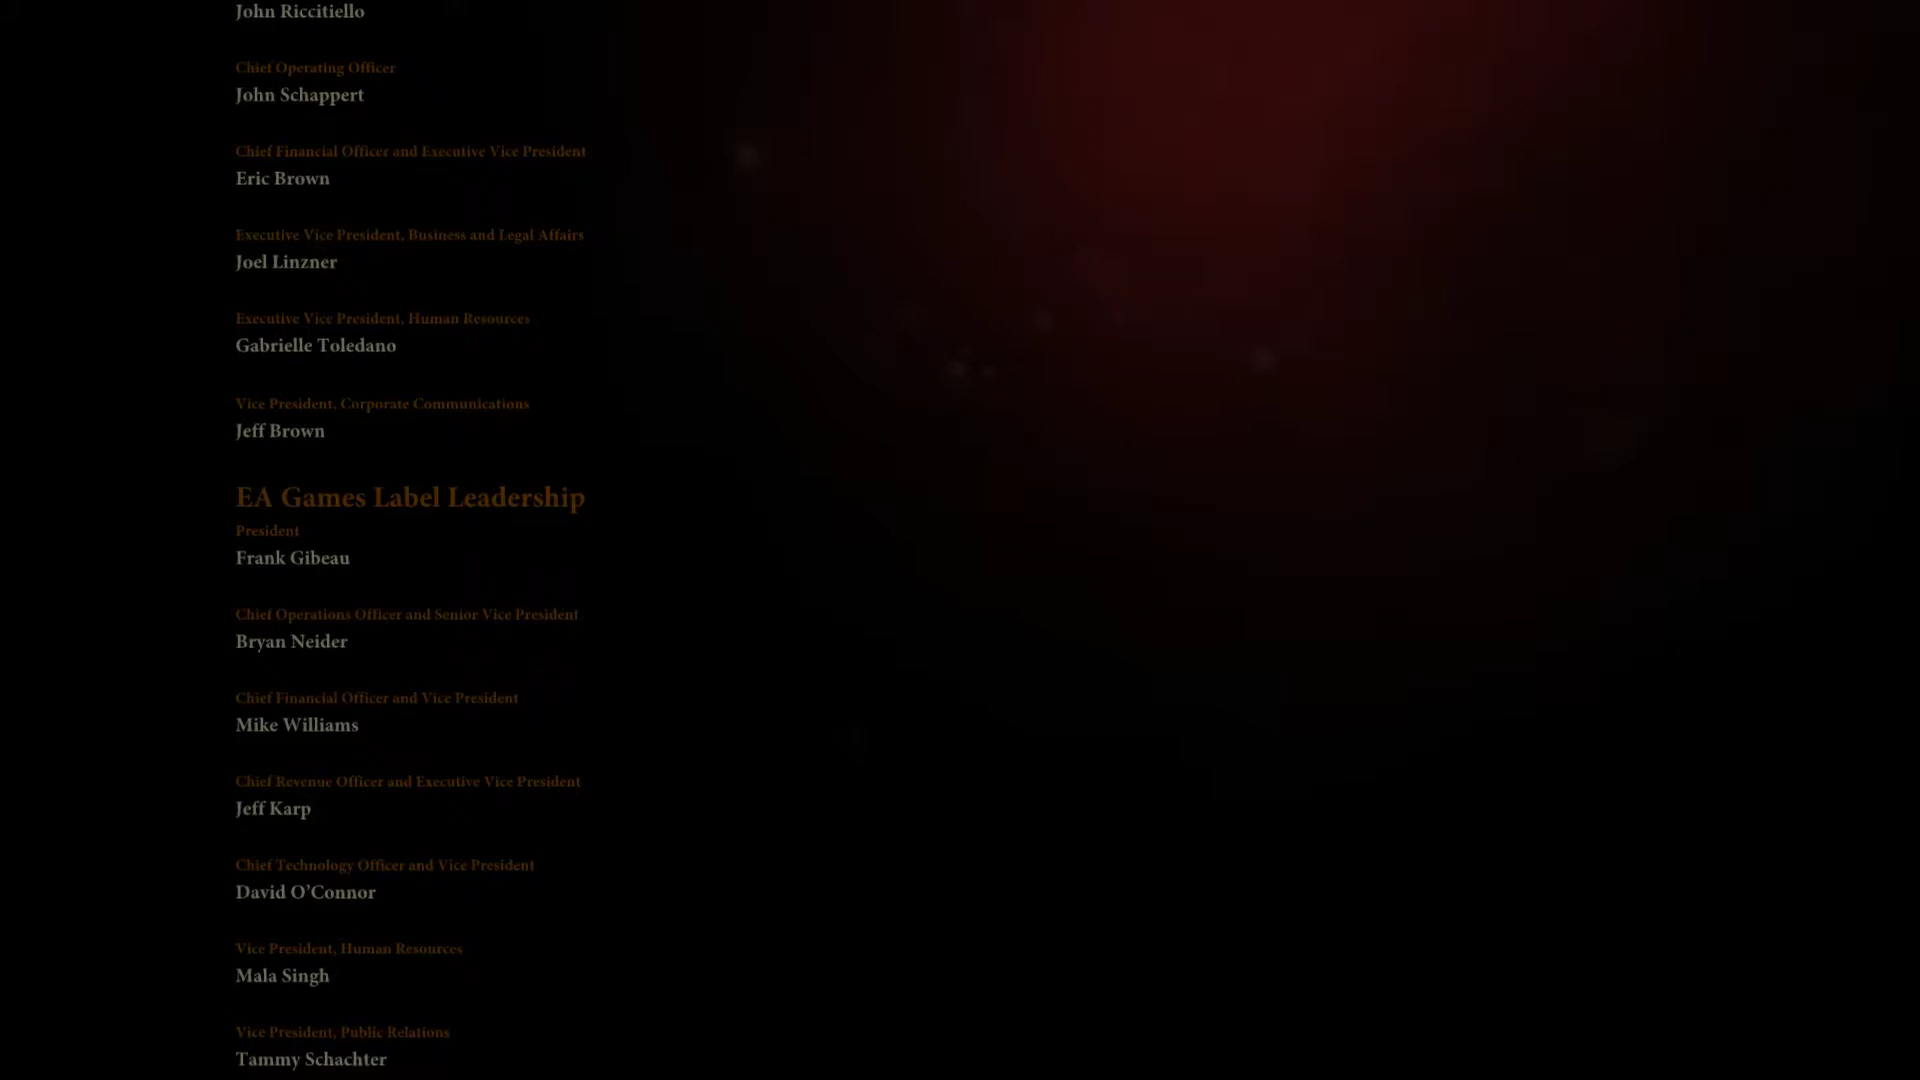 John Riccitiello
Chief Operating Officer
John Schappert
Chief Financial Officer and Executive Vice President
Eric Brown
Executive Vice President, Business and Legal Affairs
Joel Linzner
Executive Vice President, Human Resources
Gabrielle Toledano
Vice President, Corporate Communications
Jeff Brown
EA Games Label Leadership
President
Frank Gibeau
Chief Operations Officer and Senior Vice President
Bryan Neider
Chief Financial Officer and Vice President
Mike Williams
Chief Revenue Officer and Executive Vice President
Jeff Karp
Chief Technology Officer and Vice President
David O’Connor
Vice President, Human Resources
Mala Singh
Vice President, Public Relations
Tammy Schachter